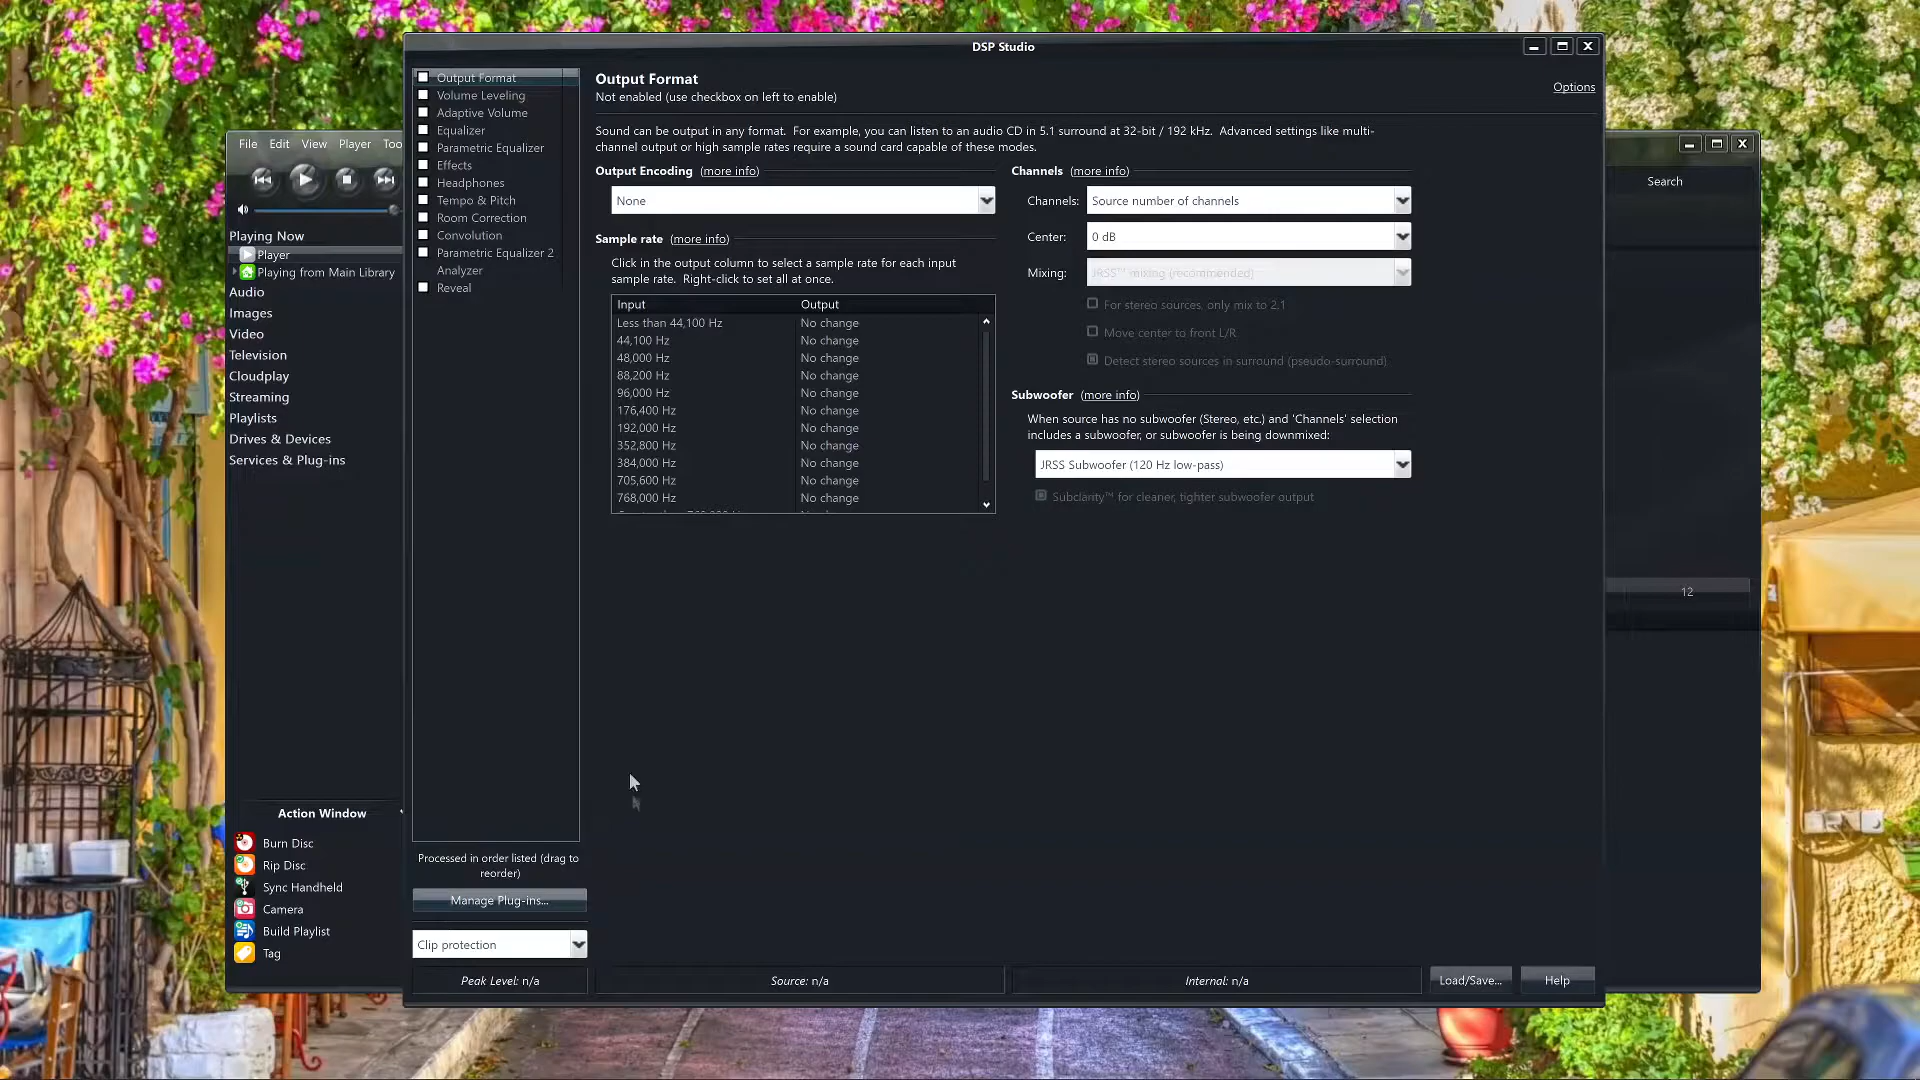 DSP Studio
Output Format
Volume Leveling
Adaptive Volume
Equalizer
Parametric Equalizer
Effects
Headphones
Tempo & Pitch
Room Correction
Convolution
Parametric Equalizer 2
Analyzer
Reveal
Processed in order listed (drag to
reorder)
Manage Plug-ins...
Clip protection
Peak Level: n/a
Output Format
Not enabled (use checkbox on left to enable)
Options
Sound can be output in any format. For example, you can listen to an audio CD in 5.1 surround at 32-bit / 192 kHz. Advanced settings like multi-
channel output or high sample rates require a sound card capable of these modes.
Output Encoding (more info)
None
Sample rate (more info)
Click in the output column to select a sample rate for each input
sample rate. Right-click to set all at once.
Input Output
Less than 44,100 Hz No change
44,100 Hz No change
48,000 Hz No change
88,200 Hz No change
96,000 Hz No change
176,400 Hz No change
192,000 Hz No change
352,800 Hz No change
384,000 Hz No change
705,600 Hz No change
768,000 Hz No change
Channels (more info)
Channels: Source number of channels
Center: 0 dB
Mixing: JRSS™ mixing (recommended)
For stereo sources, only mix to 2.1
Move center to front L/R
Detect stereo sources in surround (pseudo-surround)
Subwoofer (more info)
When source has no subwoofer (Stereo, etc.) and 'Channels' selection
includes a subwoofer, or subwoofer is being downmixed:
JRSS Subwoofer (120 Hz low-pass)
Subclarity™ for cleaner, tighter subwoofer output
Source: n/a
Internal: n/a
Load/Save...
Help
File Edit View Player Too
Playing Now
Player
Playing from Main Library
Audio
Images
Video
Television
Cloudplay
Streaming
Playlists
Drives & Devices
Services & Plug-ins
Action Window
Burn Disc
Rip Disc
Sync Handheld
Camera
Build Playlist
Tag
Search
12